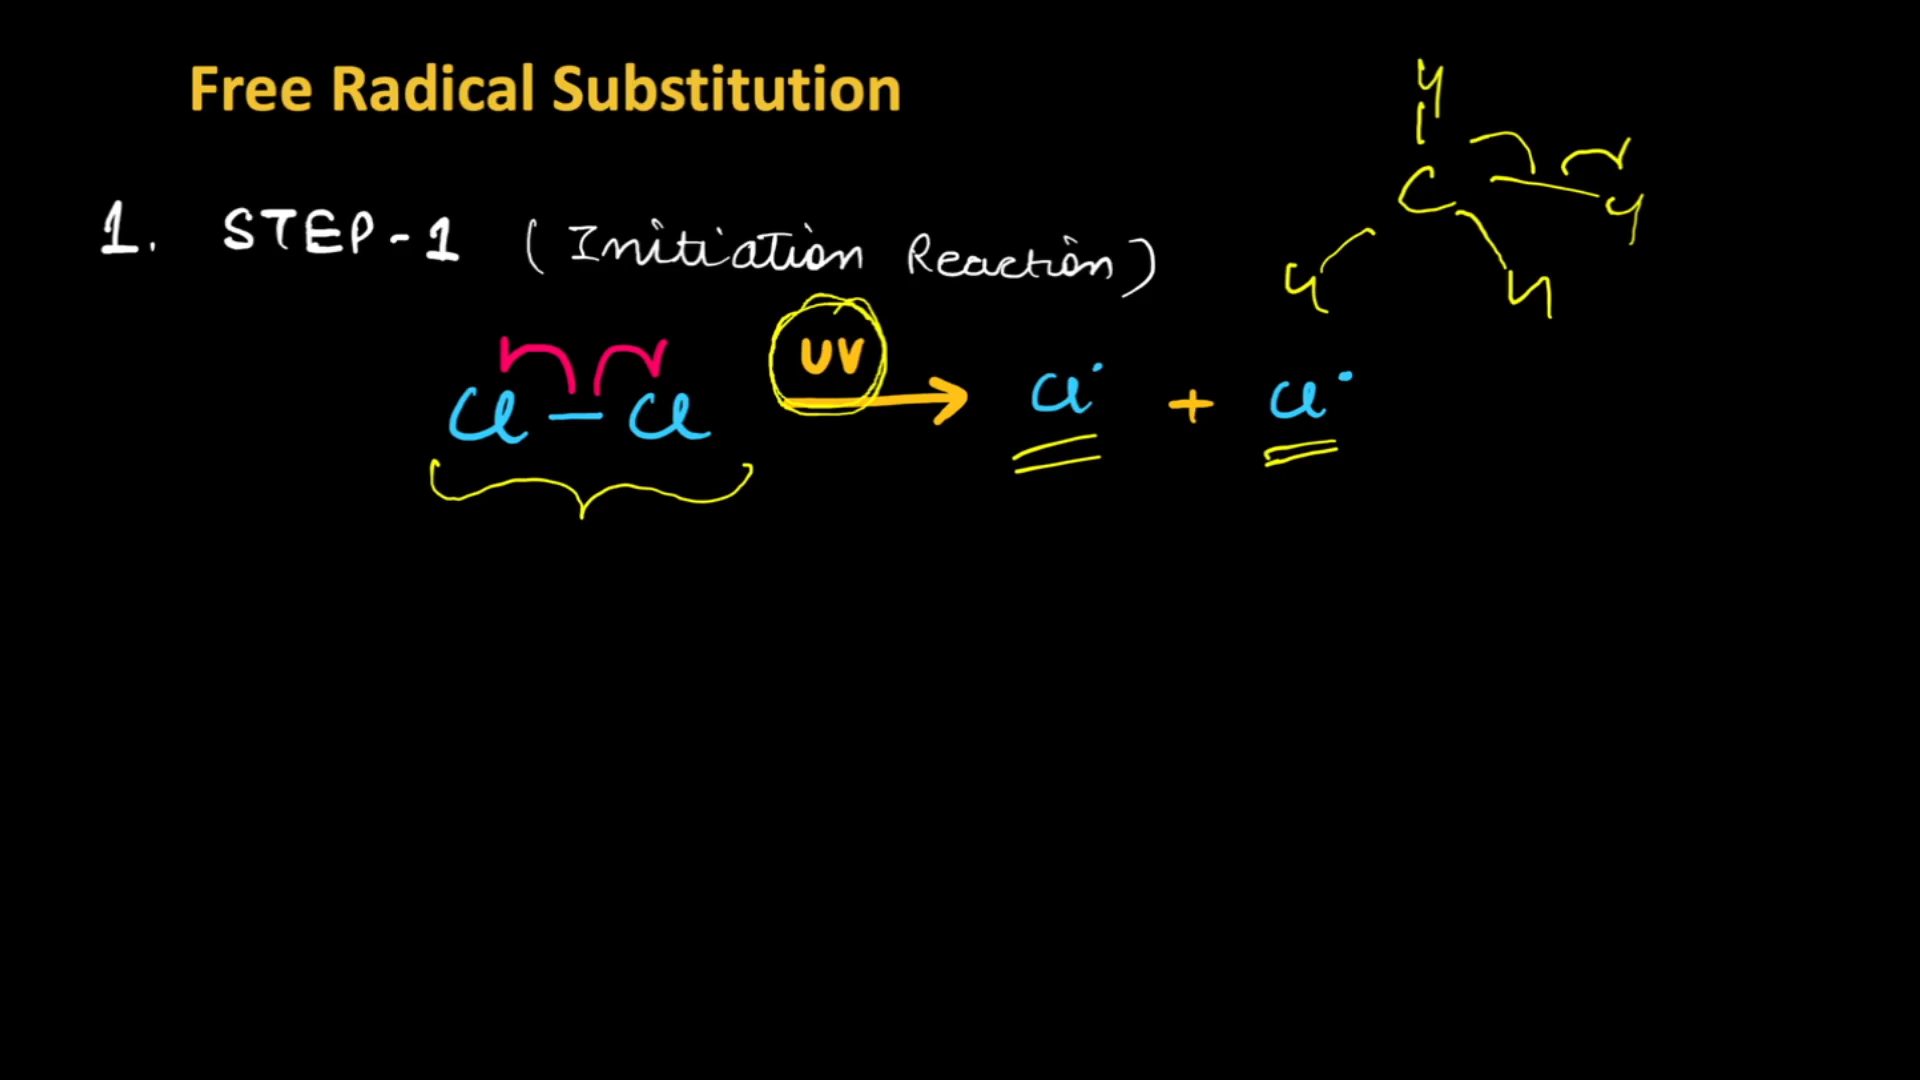 Free Radical Substitution
1. STEP-1 (Initiation Reaction)
Cl - Cl UV → Cl• + Cl•
H
C H
H H